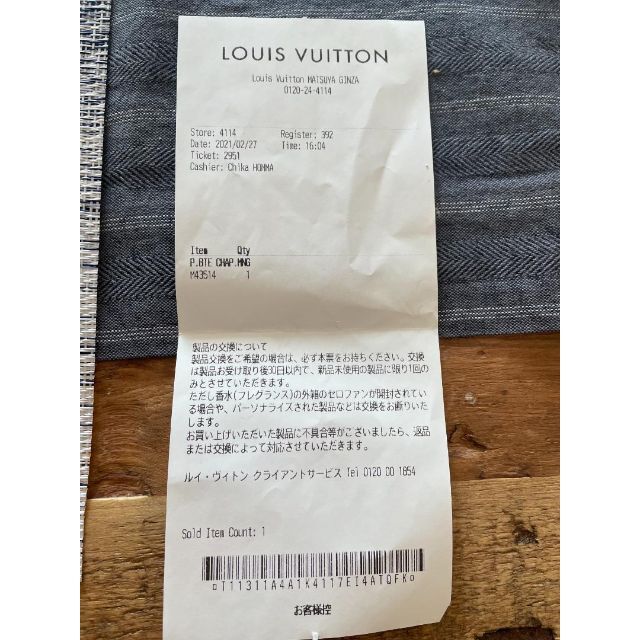 LOUIS VUITTON
Louis Vuitton MATSUYA GINZA
0120-24-4114
Store: 4114 Register: 392
Date: 2021/02/27 Time: 16:04
Ticket: 2951
Cashier: Chika HONMA
Item Qty
P.BTE CHAP.MNG
M43514 1
製品の交換について
製品交換をご希望の場合は、必ず本票をお持ちください。交換
は製品お受け取り後30日以内で、新品未使用の製品に限り1回の
みとさせていただきます。
ただし香水(フレグランス)の外箱のセロファンが開封されてい
る場合や、パーソナライズされた製品などは交換をお断りいた
します。
お買い上げいただいた製品に不具合等がございましたら、返品
または交換によって対応させていただきます。
ルイ・ヴィトン クライアントサービス Tel 0120 00 1854
Sold Item Count: 1
T11311A4A1K4117EI4ATQFK
お客様控